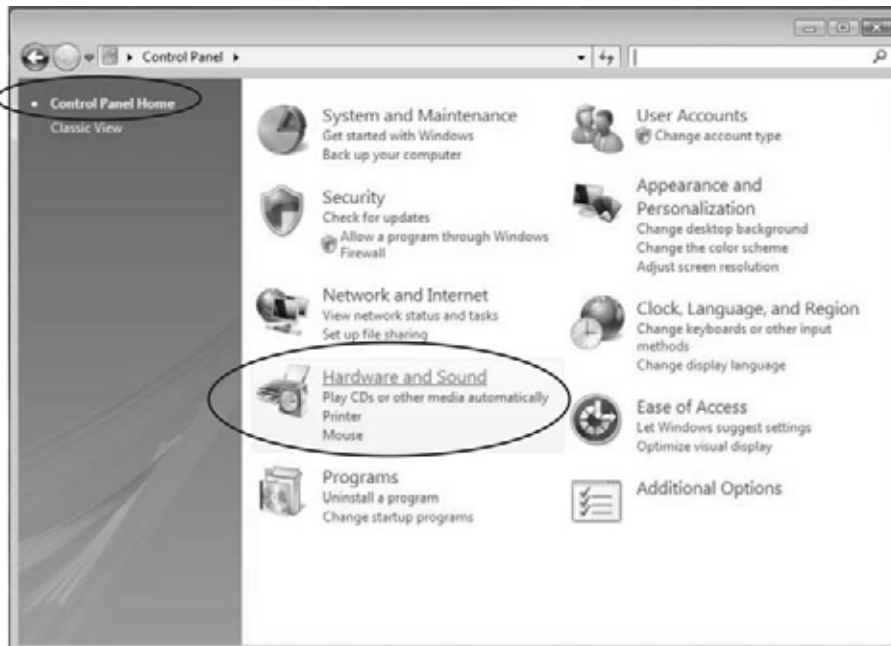 Control Panel
Control Panel Home
Classic View
System and Maintenance
Get started with Windows
Back up your computer
Security
Check for updates
Allow a program through Windows
Firewall
Network and Internet
View network status and tasks
Set up file sharing
Hardware and Sound
Play CDs or other media automatically
Printer
Mouse
Programs
Uninstall a program
Change startup programs
User Accounts
Change account type
Appearance and
Personalization
Change desktop background
Change the color scheme
Adjust screen resolution
Clock, Language, and Region
Change keyboards or other input
methods
Change display language
Ease of Access
Let Windows suggest settings
Optimize visual display
Additional Options